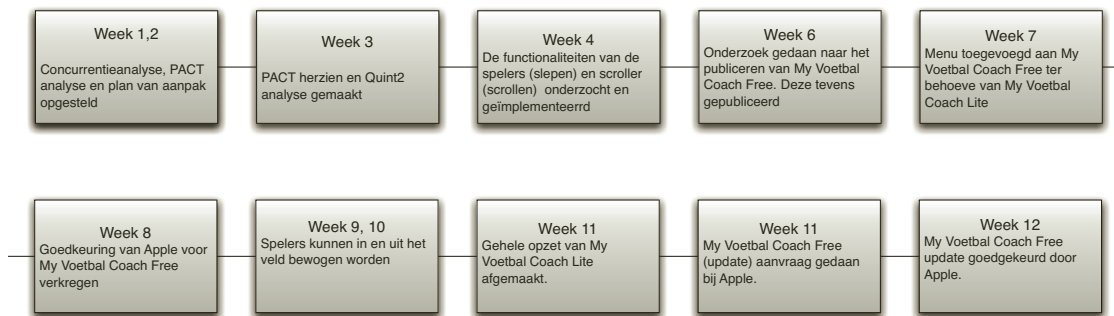 Week 1,2
Concurrentieanalyse, PACT
analyse en plan van aanpak
opgesteld
Week 3
PACT herzien en Quint2
analyse gemaakt
Week 4
De functionaliteiten van de
spelers (slepen) en scroller
(scrollen) onderzocht en
geïmplementeerrd
Week 6
Onderzoek gedaan naar het
publiceren van My Voetbal
Coach Free. Deze tevens
gepubliceerd
Week 7
Menu toegevoegd aan My
Voetbal Coach Free ter
behoeve van My Voetbal
Coach Lite
Week 8
Goedkeuring van Apple voor
My Voetbal Coach Free
verkregen
Week 9, 10
Spelers kunnen in en uit het
veld bewogen worden
Week 11
Gehele opzet van My
Voetbal Coach Lite
afgemaakt.
Week 11
My Voetbal Coach Free
(update) aanvraag gedaan
bij Apple.
Week 12
My Voetbal Coach Free
update goedgekeurd door
Apple.